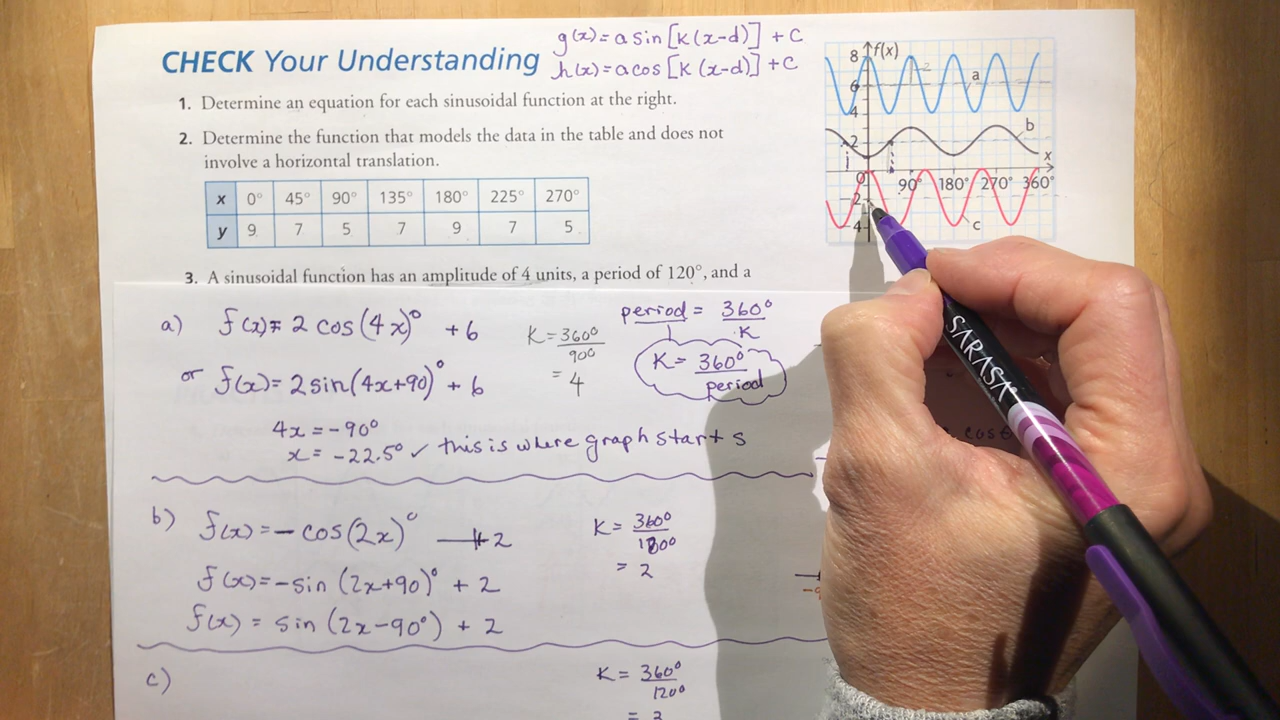 CHECK Your Understanding
g(x)=a sin[k(x-d)] + c
h(x)=a cos[k(x-d)] + c
1. Determine an equation for each sinusoidal function at the right.
2. Determine the function that models the data in the table and does not
involve a horizontal translation.
x 0° 45° 90° 135° 180° 225° 270°
y 9 7 5 7 9 7 5
3. A sinusoidal function has an amplitude of 4 units, a period of 120°, and a
8 f(x)
6 a
4
2 b
x
0 90° 180° 270° 360°
-2
-4 c
a) f(x)= 2 cos(4x)° + 6
K = 360°
90°
= 4
period = 360°
K
K = 360°
period
or f(x) = 2 sin(4x+90)° + 6
4x = -90°
x = -22.5° ✓ this is where graph starts
b) f(x) = - cos(2x)° + 2
K = 360°
180°
= 2
f(x) = -sin (2x+90)° + 2
f(x) = sin (2x-90°) + 2
c)
K = 360°
120°
= 3
SARASA
cos θ